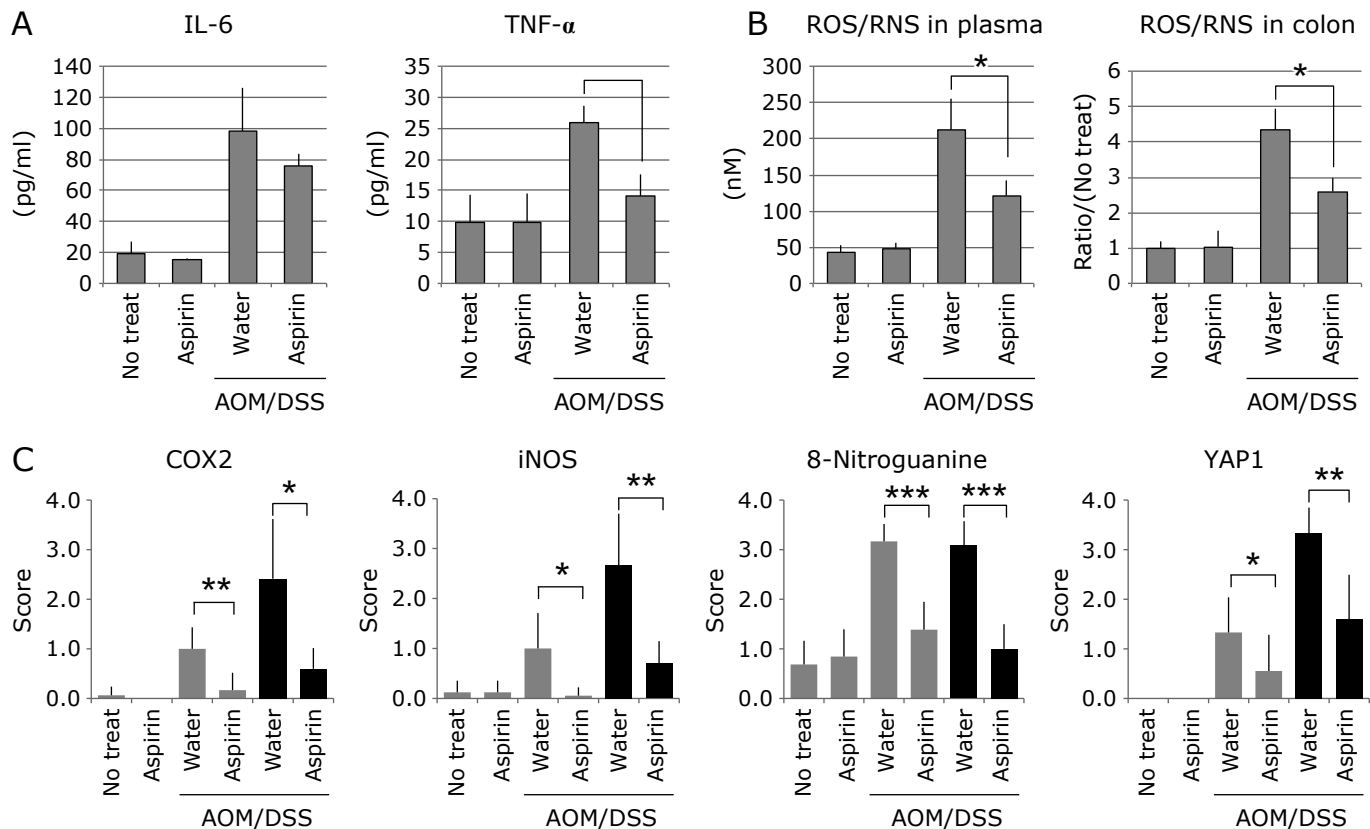 A
IL-6
140
120
100
80
60
40
20
0
(pg/ml)
No treat
Aspirin
Water
Aspirin
AOM/DSS
TNF-α
35
30
25
20
15
10
5
0
(pg/ml)
No treat
Aspirin
Water
Aspirin
AOM/DSS
B
ROS/RNS in plasma
300
250
200
150
100
50
0
(nM)
*
No treat
Aspirin
Water
Aspirin
AOM/DSS
ROS/RNS in colon
6
5
4
3
2
1
0
Ratio/(No treat)
*
No treat
Aspirin
Water
Aspirin
AOM/DSS
C
COX2
4.0
3.0
2.0
1.0
0.0
Score
**
*
No treat
Aspirin
Water
Aspirin
Water
Aspirin
AOM/DSS
iNOS
4.0
3.0
2.0
1.0
0.0
Score
*
**
No treat
Aspirin
Water
Aspirin
Water
Aspirin
AOM/DSS
8-Nitroguanine
4.0
3.0
2.0
1.0
0.0
Score
***
***
No treat
Aspirin
Water
Aspirin
Water
Aspirin
AOM/DSS
YAP1
4.0
3.0
2.0
1.0
0.0
Score
*
**
No treat
Aspirin
Water
Aspirin
Water
Aspirin
AOM/DSS